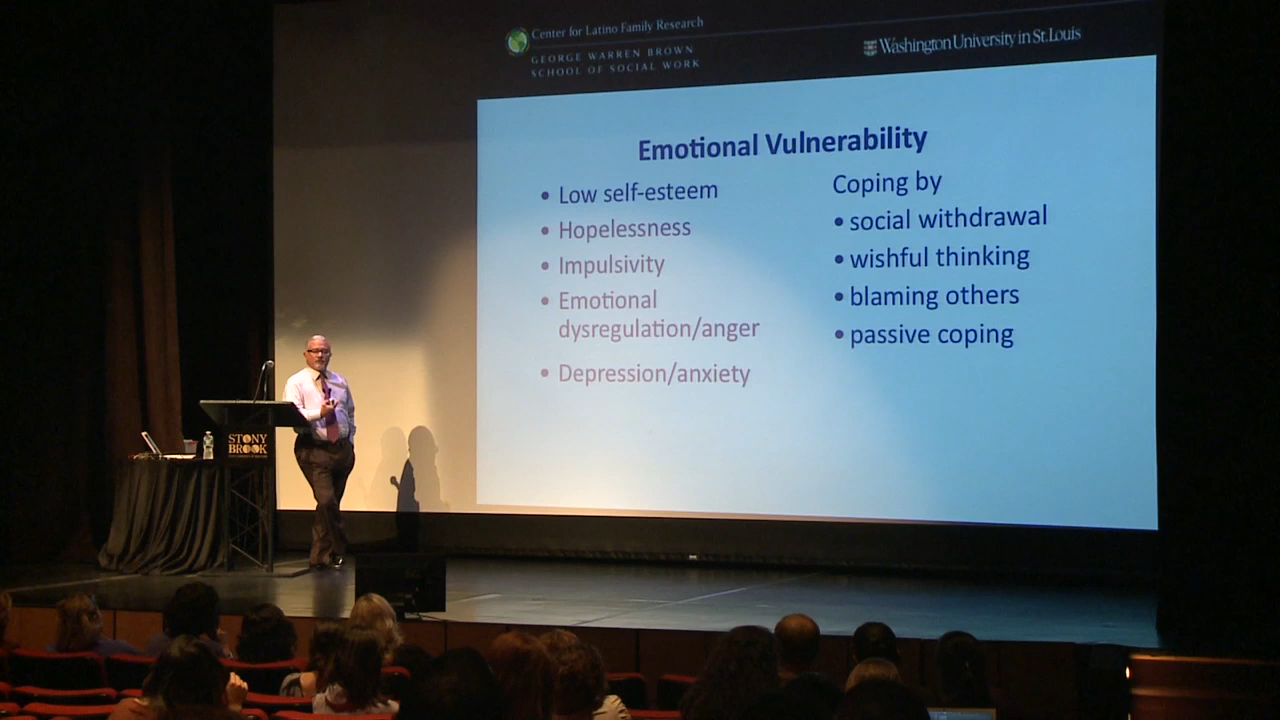 Center for Latino Family Research
GEORGE WARREN BROWN
SCHOOL OF SOCIAL WORK
Washington University in St. Louis
Emotional Vulnerability
• Low self-esteem
• Hopelessness
• Impulsivity
• Emotional
dysregulation/anger
• Depression/anxiety
Coping by
• social withdrawal
• wishful thinking
• blaming others
• passive coping
STONY
BROOK